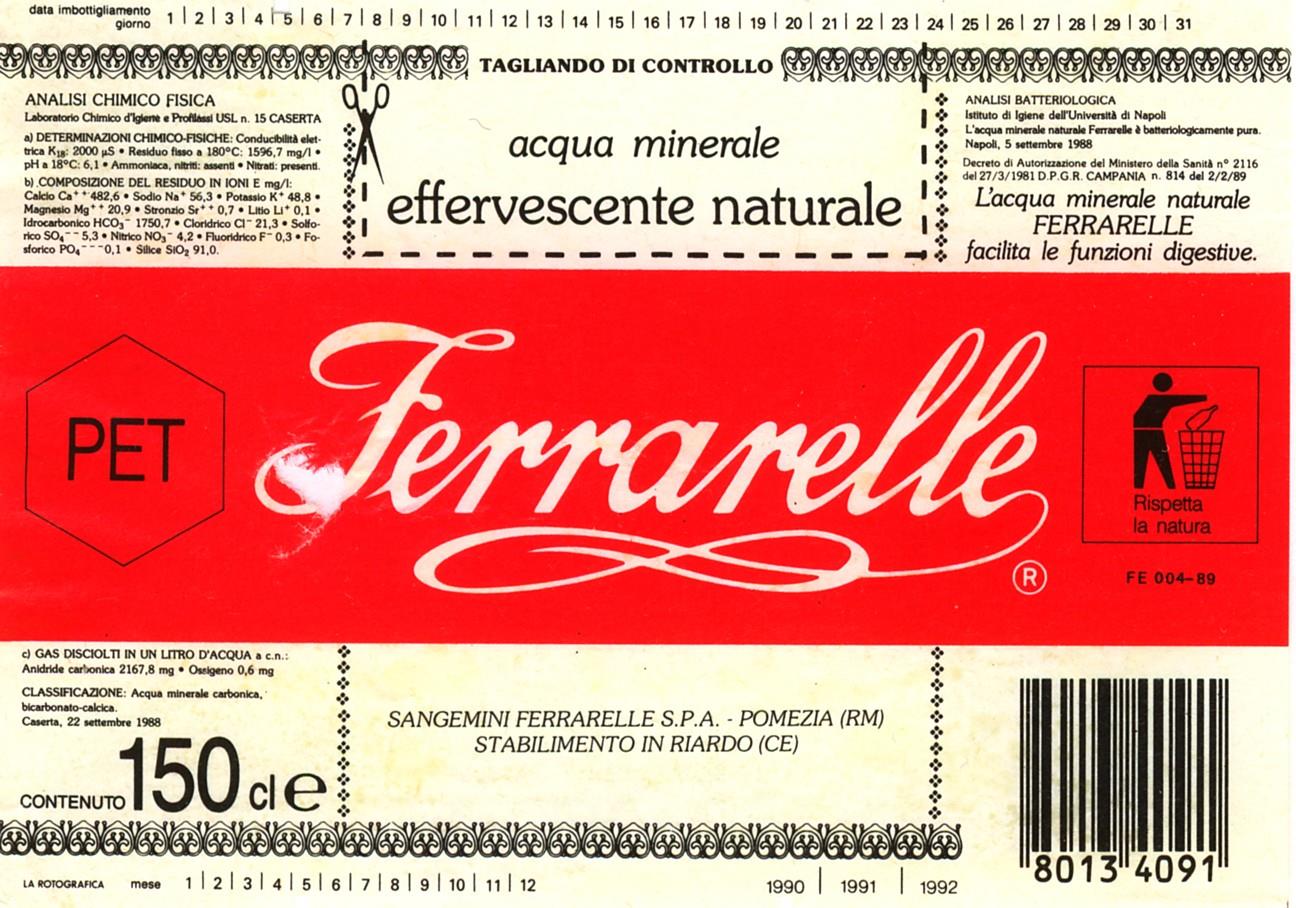 data imbottigliamento
giorno
1 | 2 | 3 | 4 | 5 | 6 | 7 | 8 | 9 | 10 | 11 | 12 | 13 | 14 | 15 | 16 | 17 | 18 | 19 | 20 | 21 | 22 | 23 | 24 | 25 | 26 | 27 | 28 | 29 | 30 | 31
TAGLIANDO DI CONTROLLO
ANALISI CHIMICO FISICA
Laboratorio Chimico d'Igiene e Profilassi USL n. 15 CASERTA
a) DETERMINAZIONI CHIMICO-FISICHE: Conducibilità elet-
trica K18: 2000 µS • Residuo fisso a 180°C: 1596,7 mg/l •
pH a 18°C: 6,1 • Ammoniaca, nitriti: assenti • Nitrati: presenti.
b) COMPOSIZIONE DEL RESIDUO IN IONI E mg/l:
Calcio Ca++ 482,6 • Sodio Na+ 56,3 • Potassio K+ 48,8 •
Magnesio Mg++ 20,9 • Stronzio Sr++ 0,7 • Litio Li+ 0,1 •
Idrocarbonico HCO3- 1750,7 • Cloridrico Cl- 21,3 • Solfo-
rico SO4-- 5,3 • Nitrico NO3- 4,2 • Fluoridrico F- 0,3 • Fo-
sforico PO4--- 0,1 • Silice SiO2 91,0.
acqua minerale
effervescente naturale
ANALISI BATTERIOLOGICA
Istituto di Igiene dell'Università di Napoli
L'acqua minerale naturale Ferrarelle è batteriologicamente pura.
Napoli, 5 settembre 1988
Decreto di Autorizzazione del Ministero della Sanità n° 2116
del 27/3/1981 D.P.G.R. CAMPANIA n. 814 del 2/2/89
L'acqua minerale naturale
FERRARELLE
facilita le funzioni digestive.
PET
Ferrarelle
®
Rispetta
la natura
FE 004-89
c) GAS DISCIOLTI IN UN LITRO D'ACQUA a c.n.:
Anidride carbonica 2167,8 mg • Ossigeno 0,6 mg
CLASSIFICAZIONE: Acqua minerale carbonica,
bicarbonato-calcica.
Caserta, 22 settembre 1988
CONTENUTO 150 cl e
SANGEMINI FERRARELLE S.P.A. - POMEZIA (RM)
STABILIMENTO IN RIARDO (CE)
8013 4091
LA ROTOGRAFICA mese 1 | 2 | 3 | 4 | 5 | 6 | 7 | 8 | 9 | 10 | 11 | 12
1990 | 1991 | 1992